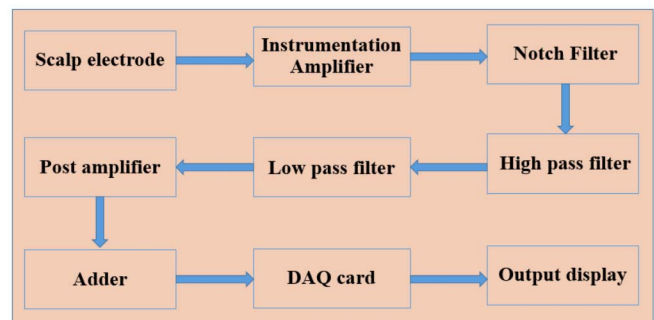 Scalp electrode
Instrumentation
Amplifier
Notch Filter
High pass filter
Low pass filter
Post amplifier
Adder
DAQ card
Output display